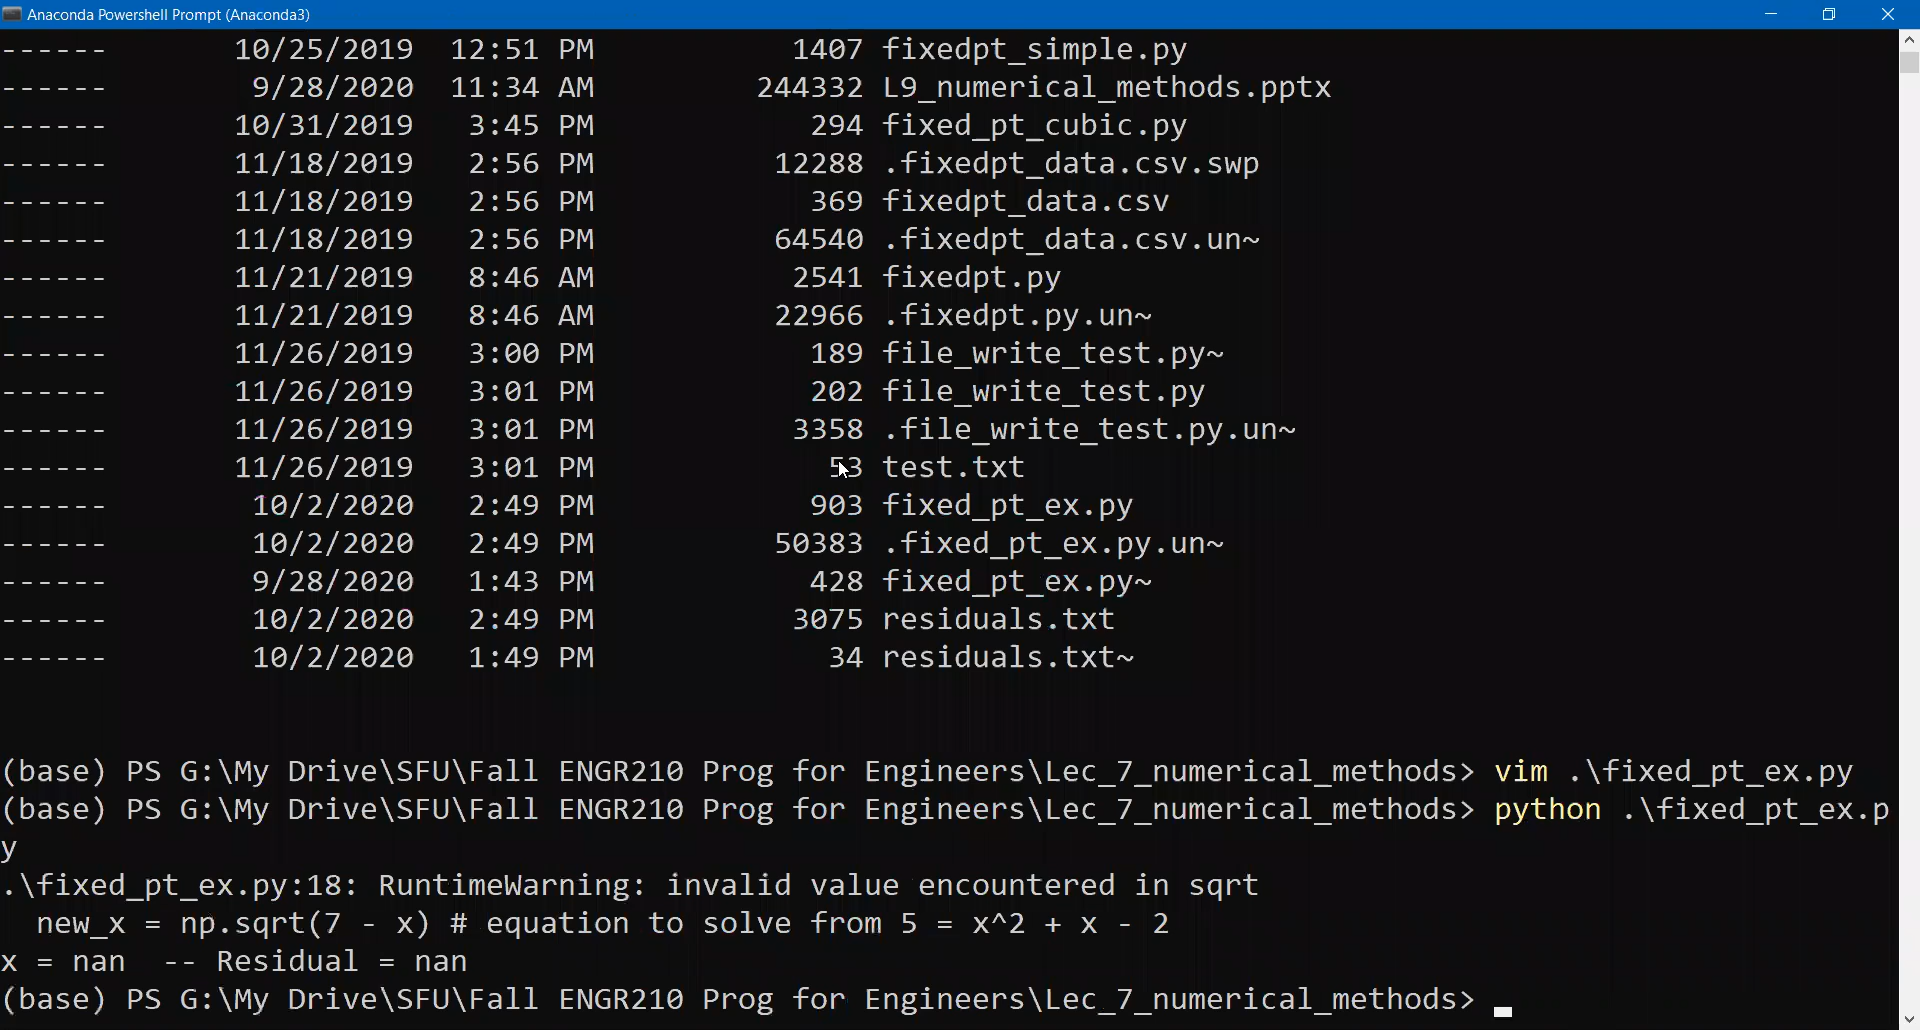 Anaconda Powershell Prompt (Anaconda3)
------ 10/25/2019 12:51 PM 1407 fixedpt_simple.py
------ 9/28/2020 11:34 AM 244332 L9_numerical_methods.pptx
------ 10/31/2019 3:45 PM 294 fixed_pt_cubic.py
------ 11/18/2019 2:56 PM 12288 .fixedpt_data.csv.swp
------ 11/18/2019 2:56 PM 369 fixedpt_data.csv
------ 11/18/2019 2:56 PM 64540 .fixedpt_data.csv.un~
------ 11/21/2019 8:46 AM 2541 fixedpt.py
------ 11/21/2019 8:46 AM 22966 .fixedpt.py.un~
------ 11/26/2019 3:00 PM 189 file_write_test.py~
------ 11/26/2019 3:01 PM 202 file_write_test.py
------ 11/26/2019 3:01 PM 3358 .file_write_test.py.un~
------ 11/26/2019 3:01 PM 53 test.txt
------ 10/2/2020 2:49 PM 903 fixed_pt_ex.py
------ 10/2/2020 2:49 PM 50383 .fixed_pt_ex.py.un~
------ 9/28/2020 1:43 PM 428 fixed_pt_ex.py~
------ 10/2/2020 2:49 PM 3075 residuals.txt
------ 10/2/2020 1:49 PM 34 residuals.txt~
(base) PS G:\My Drive\SFU\Fall ENGR210 Prog for Engineers\Lec_7_numerical_methods> vim .\fixed_pt_ex.py
(base) PS G:\My Drive\SFU\Fall ENGR210 Prog for Engineers\Lec_7_numerical_methods> python .\fixed_pt_ex.p
y
.\fixed_pt_ex.py:18: RuntimeWarning: invalid value encountered in sqrt
new_x = np.sqrt(7 - x) # equation to solve from 5 = x^2 + x - 2
x = nan -- Residual = nan
(base) PS G:\My Drive\SFU\Fall ENGR210 Prog for Engineers\Lec_7_numerical_methods>